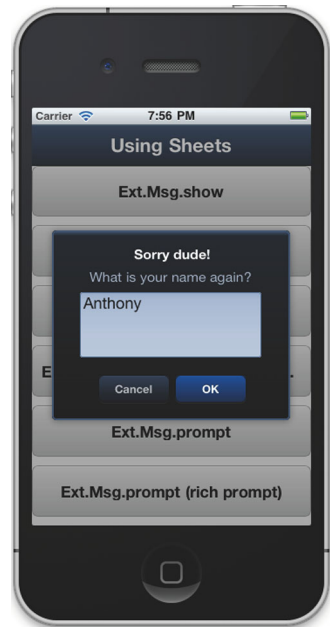 Carrier 7:56 PM
Using Sheets
Ext.Msg.show
Sorry dude!
What is your name again?
Anthony
E .
Cancel OK
Ext.Msg.prompt
Ext.Msg.prompt (rich prompt)